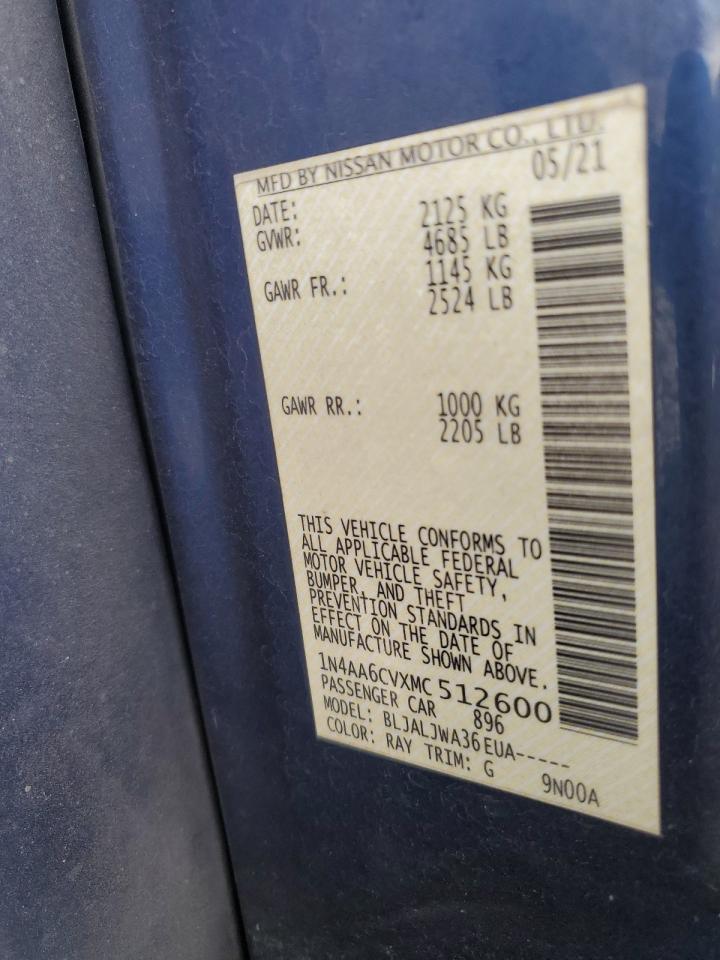 MFD BY NISSAN MOTOR CO., LTD.
DATE: 05/21
GVWR: 2125 KG
4685 LB
GAWR FR.: 1145 KG
2524 LB
GAWR RR.: 1000 KG
2205 LB
THIS VEHICLE CONFORMS TO
ALL APPLICABLE FEDERAL
MOTOR VEHICLE SAFETY,
BUMPER, AND THEFT
PREVENTION STANDARDS IN
EFFECT ON THE DATE OF
MANUFACTURE SHOWN ABOVE.
1N4AA6CVXMC512600
PASSENGER CAR 896
MODEL: BLJALJWA36EUA-----
COLOR: RAY TRIM: G 9N00A